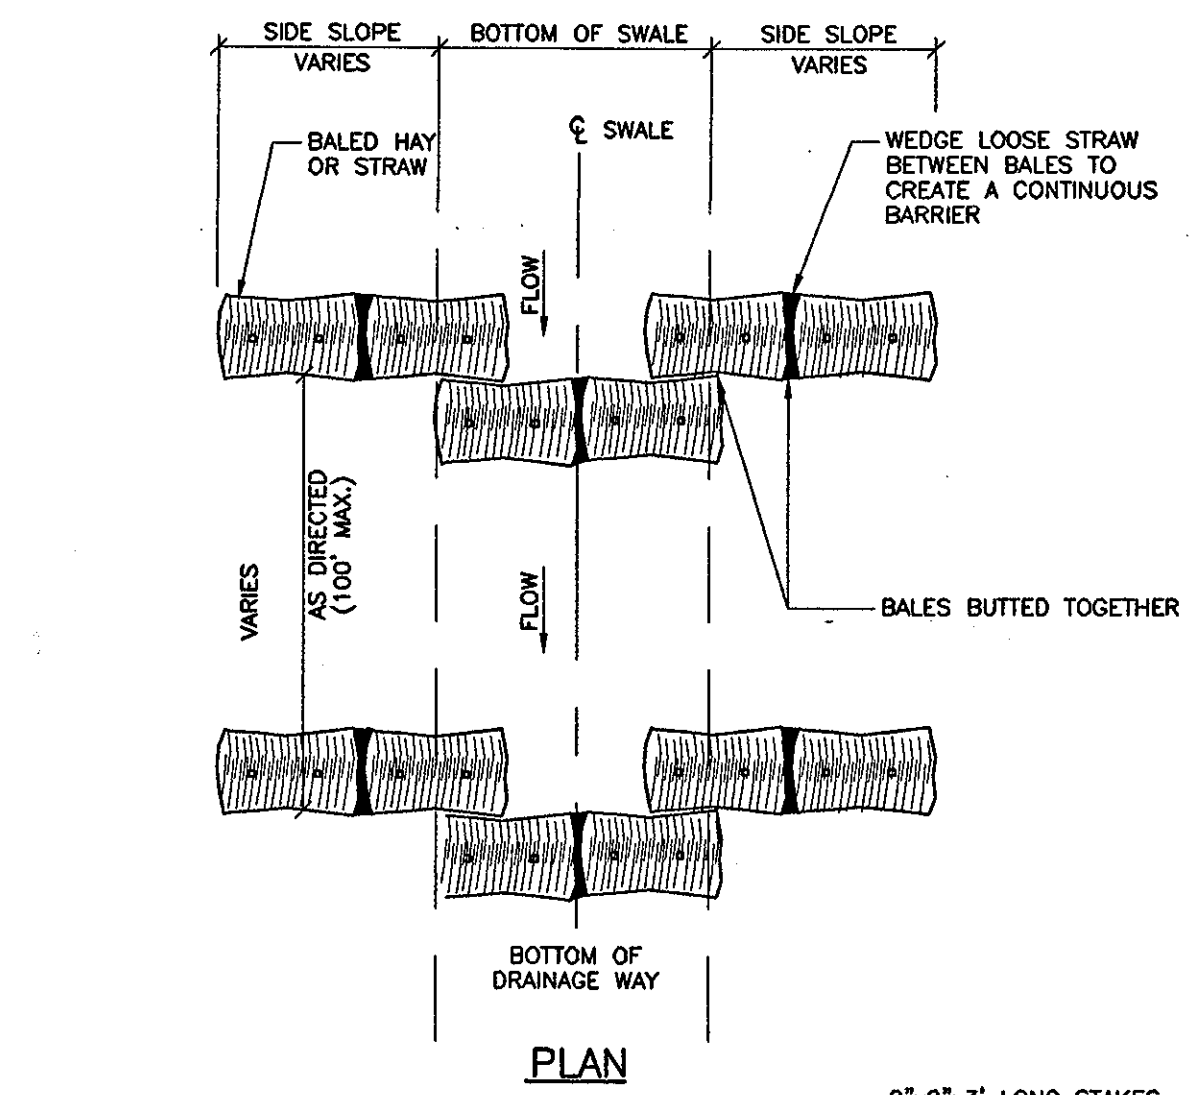 SIDE SLOPE
VARIES
BOTTOM OF SWALE
SIDE SLOPE
VARIES
BALED HAY
OR STRAW
℄ SWALE
WEDGE LOOSE STRAW
BETWEEN BALES TO
CREATE A CONTINUOUS
BARRIER
FLOW
VARIES
AS DIRECTED
(100' MAX.)
FLOW
BALES BUTTED TOGETHER
BOTTOM OF
DRAINAGE WAY
PLAN
LONG STAKES